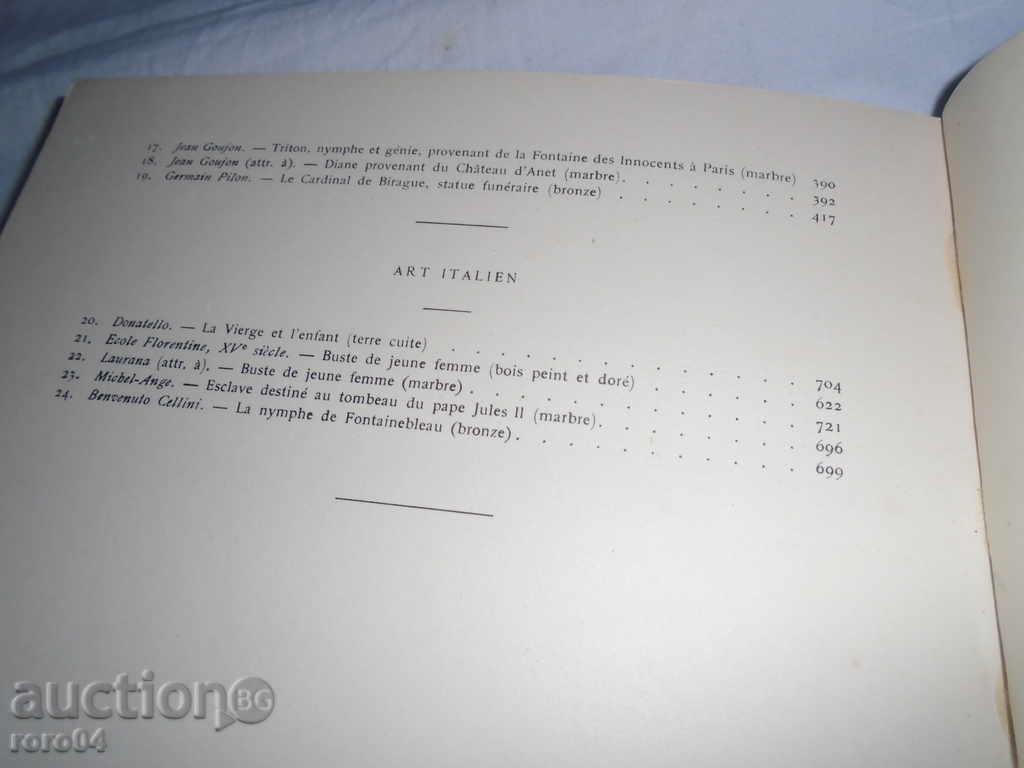 17. Jean Goujon. — Triton, nymphe et génie, provenant de la Fontaine des Innocents à Paris (marbre) 390
18. Jean Goujon (attr. à). — Diane provenant du Château d'Anet (marbre). . . . . . . 392
19. Germain Pilon. — Le Cardinal de Birague, statue funéraire (bronze) . . . . . . . 417
ART ITALIEN
20. Donatello. — La Vierge et l'enfant (terre cuite) . . . . . . . . . . . 704
21. Ecole Florentine, XVe siècle. — Buste de jeune femme (bois peint et doré) . . . . . . 622
22. Laurana (attr. à). — Buste de jeune femme (marbre) . . . . . . . . . . 721
23. Michel-Ange. — Esclave destiné au tombeau du pape Jules II (marbre). . . . . . . 696
24. Benvenuto Cellini. — La nymphe de Fontainebleau (bronze). . . . . . . . . 699
auction BG
roro04